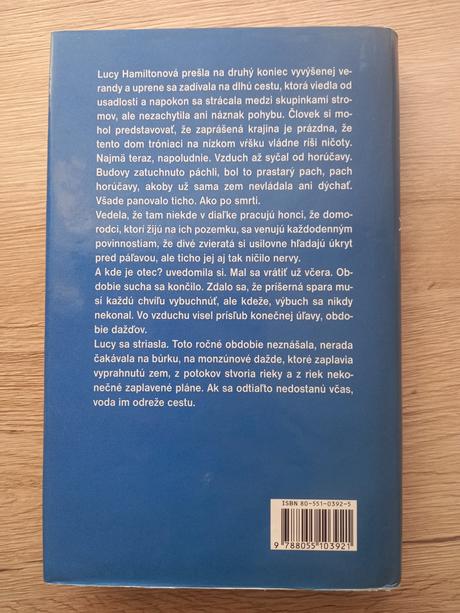 Lucy Hamiltonová prešla na druhý koniec vyvýšenej ve-
randy a uprene sa zadívala na dlhú cestu, ktorá viedla od
usadlosti a napokon sa strácala medzi skupinkami stro-
mov, ale nezachytila ani náznak pohybu. Človek si mo-
hol predstavovať, že zaprášená krajina je prázdna, že
tento dom tróniaci na nízkom vŕšku vládne ríši ničoty.
Najmä teraz, napoludnie. Vzduch až syčal od horúčavy.
Budovy zatuchnuto páchli, bol to prastarý pach, pach
horúčavy, akoby už sama zem nevládala ani dýchať.
Všade panovalo ticho. Ako po smrti.
Vedela, že tam niekde v diaľke pracujú honci, že domo-
rodci, ktorí žijú na ich pozemku, sa venujú každodenným
povinnostiam, že divé zvieratá si usilovne hľadajú úkryt
pred páľavou, ale ticho jej aj tak ničilo nervy.
A kde je otec? uvedomila si. Mal sa vrátiť už včera. Ob-
dobie sucha sa končilo. Zdalo sa, že príšerná spara mu-
sí každú chvíľu vybuchnúť, ale kdeže, výbuch sa nikdy
nekonal. Vo vzduchu visel prísľub konečnej úľavy, obdo-
bie dažďov.
Lucy sa striasla. Toto ročné obdobie neznášala, nerada
čakávala na búrku, na monzúnové dažde, ktoré zaplavia
vyprahnutú zem, z potokov stvoria rieky a z riek neko-
nečné zaplavené pláne. Ak sa odtiaľto nedostanú včas,
voda im odreže cestu.
ISBN 80-551-0392-5
9 788055 103921